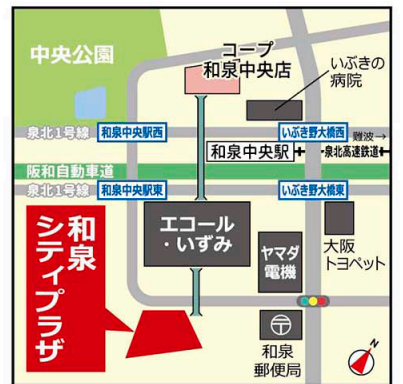 中央公園
コープ
和泉中央店
いぶきの
病院
泉北1号線
和泉中央駅西
いぶき野大橋西
難波→
和泉中央駅
泉北高速鉄道
阪和自動車道
泉北1号線
和泉中央駅東
いぶき野大橋東
エコール
・いずみ
ヤマダ
電機
大阪
トヨペット
和泉
シティプラザ
〒
和泉
郵便局
N